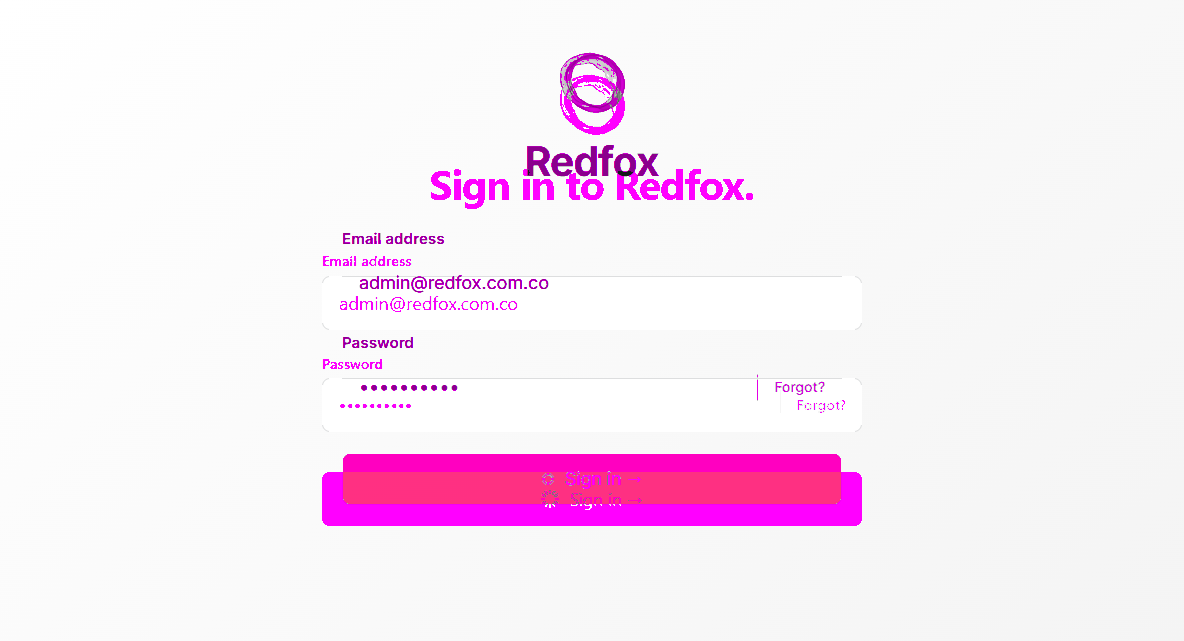 Redfox
Sign in to Redfox.
Email address
Email address
admin@redfox.com.co
admin@redfox.com.co
Password
Password
•••••••••• Forgot?
•••••••••• Forgot?
Sign in →
Sign in →